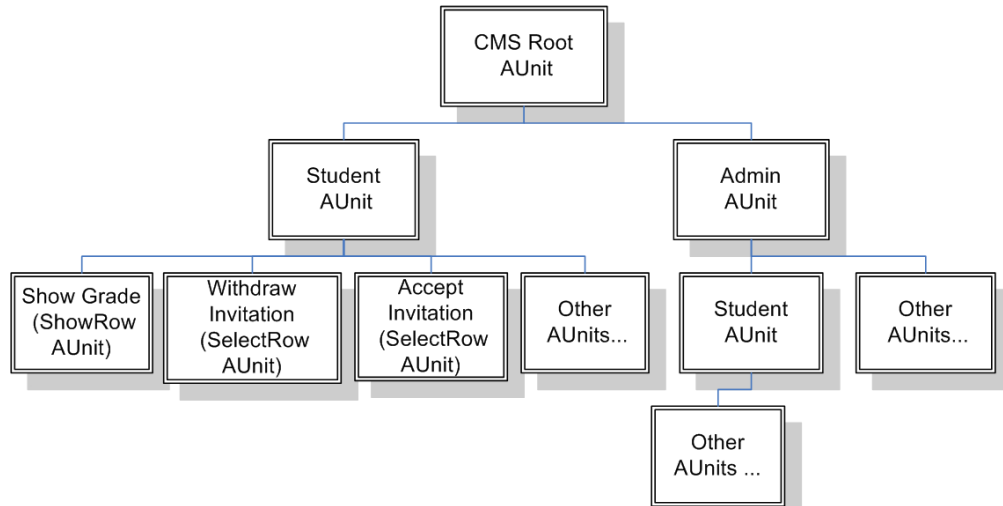 CMS Root
AUnit
Student
AUnit
Admin
AUnit
Show Grade
(ShowRow
AUnit)
Withdraw
Invitation
(SelectRow
AUnit)
Accept
Invitation
(SelectRow
AUnit)
Other
AUnits...
Student
AUnit
Other
AUnits...
Other
AUnits ...